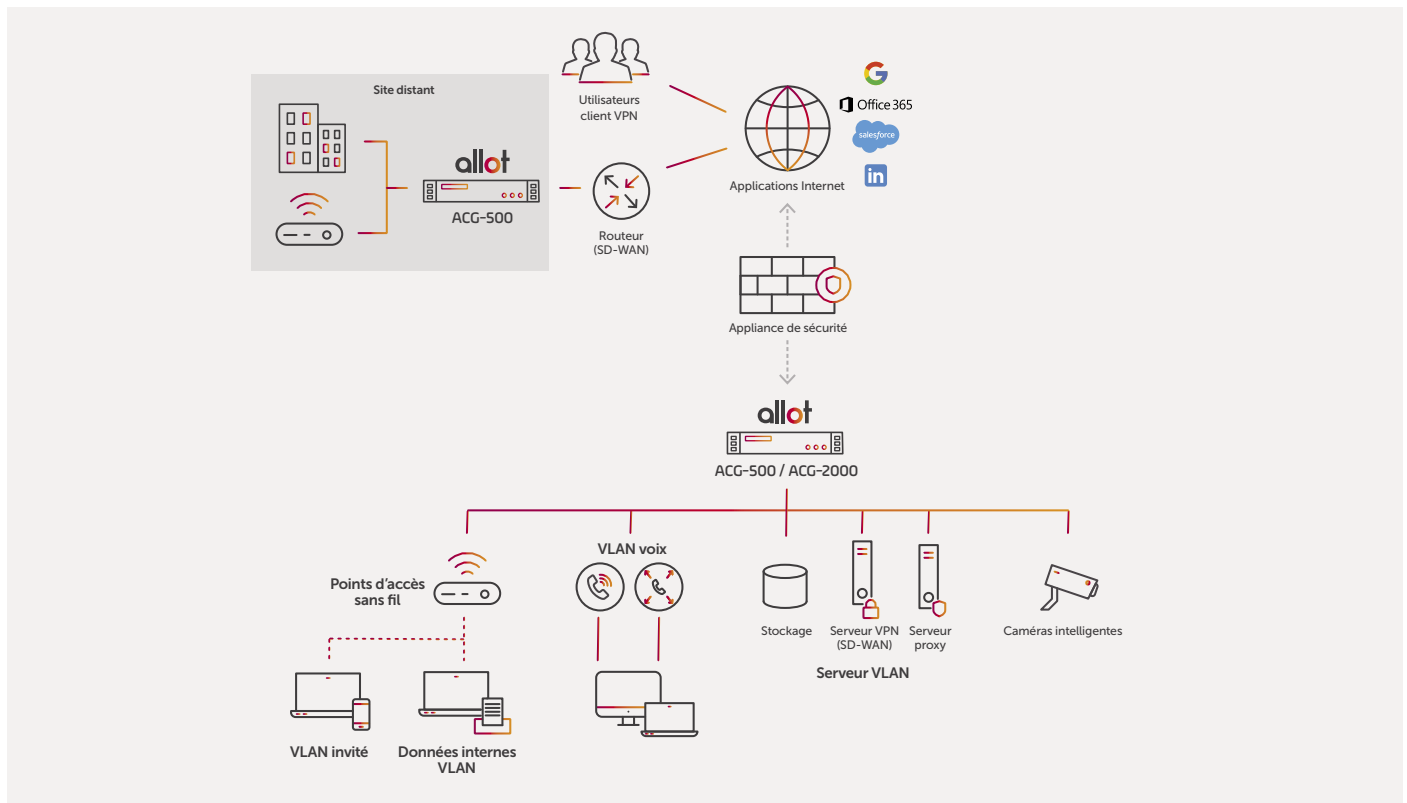 Site distant
allot
ACG-500
Utilisateurs
client VPN
Routeur
(SD-WAN)
Applications Internet
G
Office 365
salesforce
in
Appliance de sécurité
allot
ACG-500 / ACG-2000
Points d'accès
sans fil
VLAN voix
Stockage
Serveur VPN
(SD-WAN)
Serveur
proxy
Caméras intelligentes
Serveur VLAN
VLAN invité
Données internes
VLAN